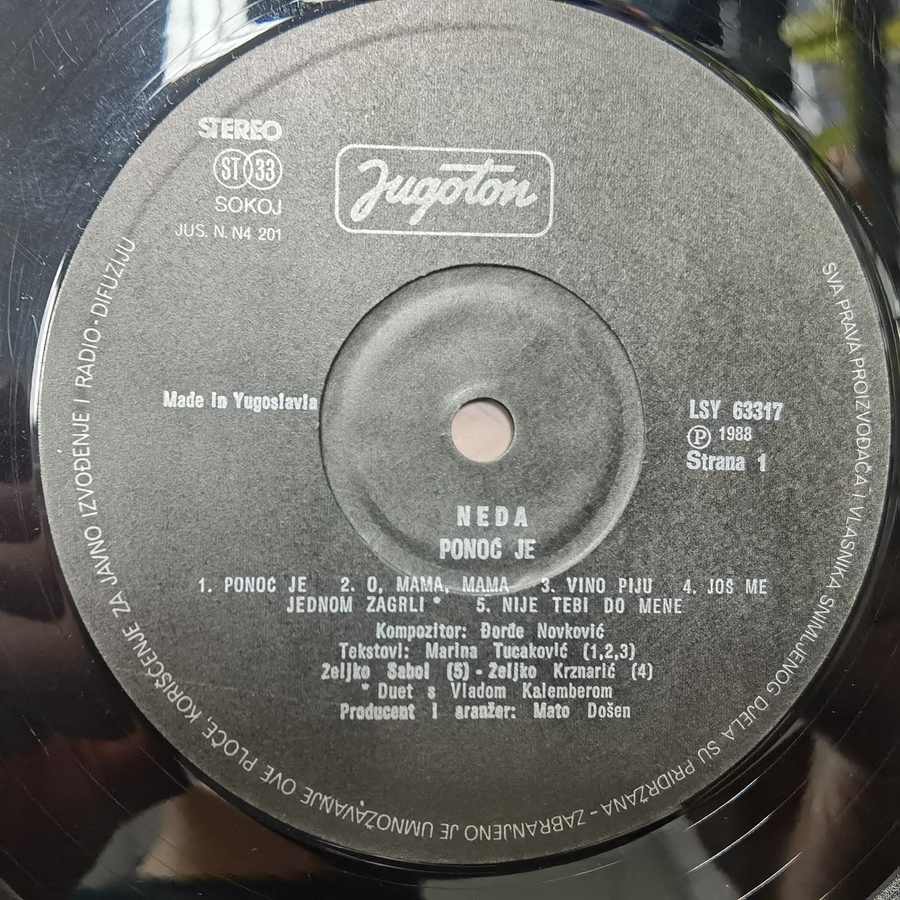 STEREO
ST 33
SOKOJ
JUS. N. N4 201
Jugoton
Made in Yugoslavia
LSY 63317
Ⓟ 1988
Strana 1
NEDA
PONOĆ JE
1. PONOĆ JE 2. O, MAMA, MAMA 3. VINO PIJU 4. JOŠ ME
JEDNOM ZAGRLI * 5. NIJE TEBI DO MENE
Kompozitor: Đorđe Novković
Tekstovi: Marina Tucaković (1,2,3)
Željko Sabol (5) - Željko Krznarić (4)
* Duet s Vladom Kalemberom
Producent i aranžer: Mato Došen
SVA PRAVA PROIZVOĐAČA I VLASNIKA SNIMLJENOG DJELA SU PRIDRŽANA - ZABRANJENO JE UMNOŽAVANJE OVE PLOČE, KORIŠĆENJE ZA JAVNO IZVOĐENJE I RADIO-DIFUZIJU